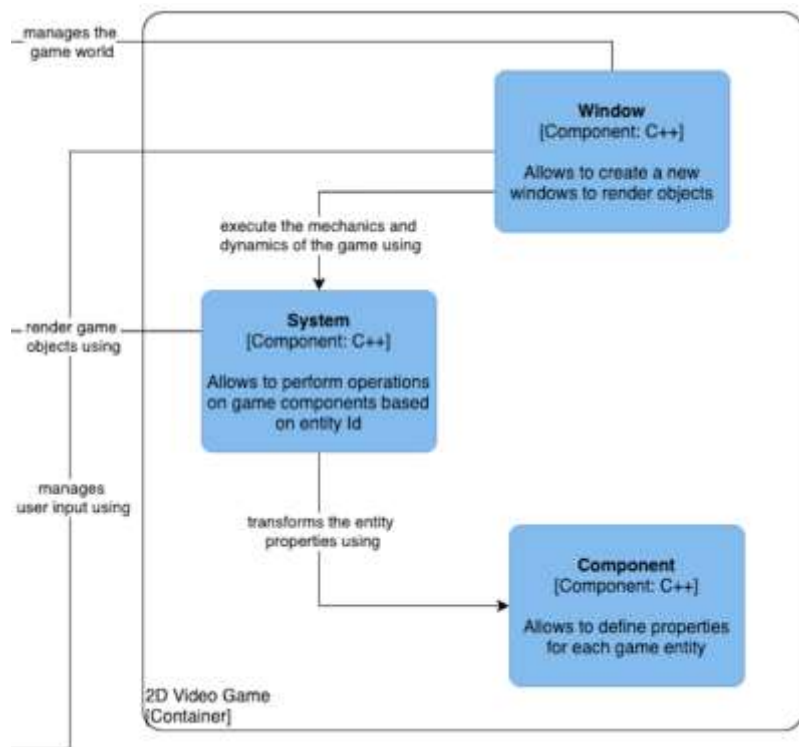 manages the
game world
Window
[Component: C++]
Allows to create a new
windows to render objects
execute the mechanics and
dynamics of the game using
System
[Component: C++]
Allows to perform operations
on game components based
on entity Id
render game
objects using
manages
user input using
transforms the entity
properties using
Component
[Component: C++]
Allows to define properties
for each game entity
2D Video Game
[Container]